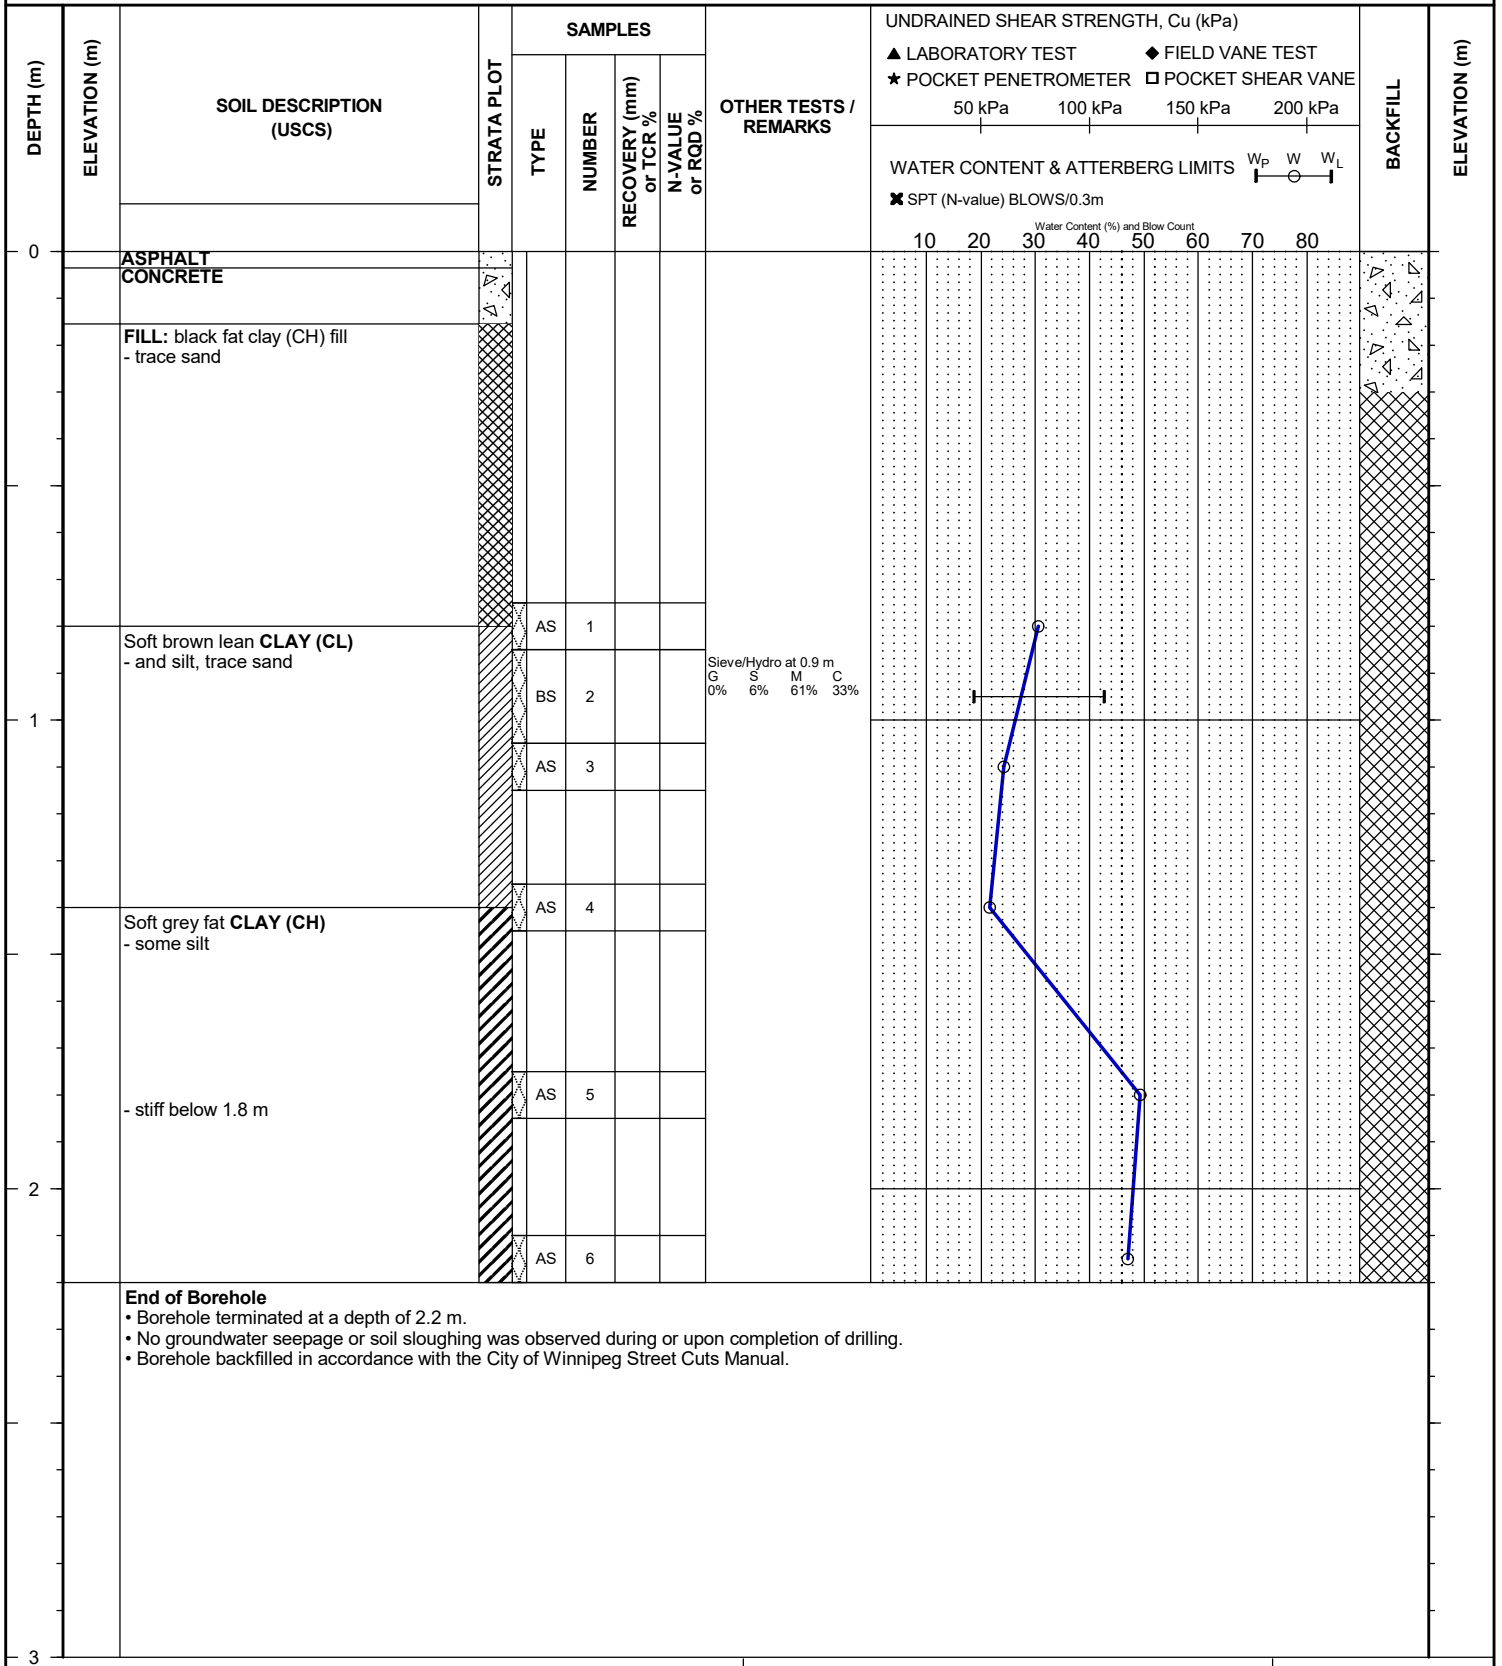 DEPTH (m)
ELEVATION (m)
SOIL DESCRIPTION
(USCS)
STRATA PLOT
SAMPLES
TYPE
NUMBER
RECOVERY (mm)
or TCR %
N-VALUE
or RQD %
OTHER TESTS /
REMARKS
UNDRAINED SHEAR STRENGTH, Cu (kPa)
▲ LABORATORY TEST ◆ FIELD VANE TEST
★ POCKET PENETROMETER □ POCKET SHEAR VANE
50 kPa 100 kPa 150 kPa 200 kPa
WATER CONTENT & ATTERBERG LIMITS WP W WL
✖ SPT (N-value) BLOWS/0.3m
Water Content (%) and Blow Count
10 20 30 40 50 60 70 80
BACKFILL
ELEVATION (m)
0
ASPHALT
CONCRETE
FILL: black fat clay (CH) fill
- trace sand
AS 1
Soft brown lean CLAY (CL)
- and silt, trace sand
Sieve/Hydro at 0.9 m
G S M C
0% 6% 61% 33%
BS 2
1
AS 3
AS 4
Soft grey fat CLAY (CH)
- some silt
AS 5
- stiff below 1.8 m
2
AS 6
End of Borehole
• Borehole terminated at a depth of 2.2 m.
• No groundwater seepage or soil sloughing was observed during or upon completion of drilling.
• Borehole backfilled in accordance with the City of Winnipeg Street Cuts Manual.
3